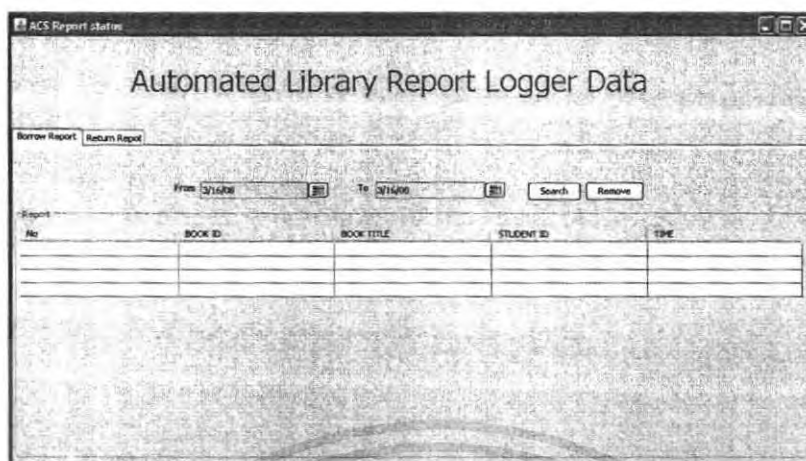 ACS Report status
Automated Library Report Logger Data
Borrow Report Return Repot
From 3/16/08 To 3/16/08 Search Remove
Report
No BOOK ID BOOK TITLE STUDENT ID TIME